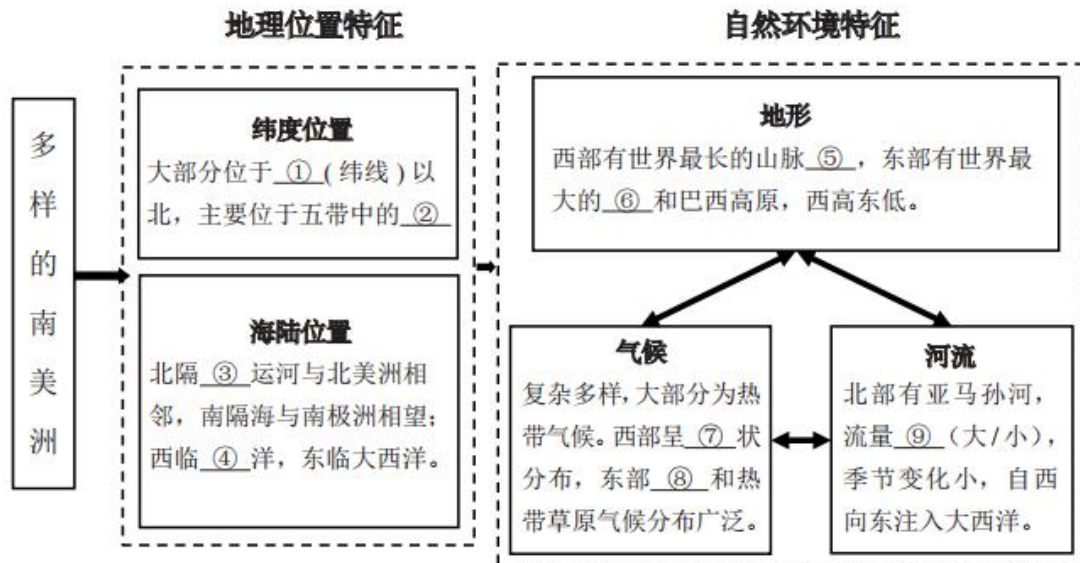 地理位置特征
自然环境特征
多样的南美洲
纬度位置
大部分位于 ① ( 纬线 ) 以
北，主要位于五带中的 ②
海陆位置
北隔 ③ 运河与北美洲相
邻，南隔海与南极洲相望；
西临 ④ 洋，东临大西洋。
地形
西部有世界最长的山脉 ⑤ ，东部有世界最
大的 ⑥ 和巴西高原，西高东低。
气候
复杂多样，大部分为热
带气候。西部呈 ⑦ 状
分布，东部 ⑧ 和热
带草原气候分布广泛。
河流
北部有亚马孙河，
流量 ⑨ （大/小），
季节变化小，自西
向东注入大西洋。